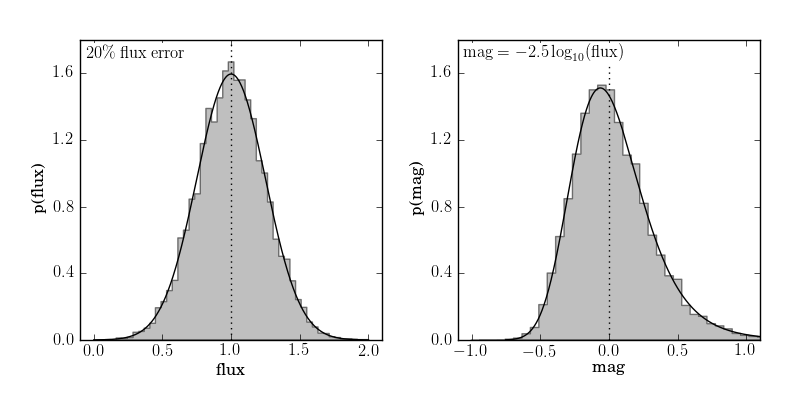 20% flux error
p(flux)
1.6
1.2
0.8
0.4
0.0
0.0 0.5 1.0 1.5 2.0
flux
mag = −2.5 log₁₀(flux)
p(mag)
1.6
1.2
0.8
0.4
0.0
−1.0 −0.5 0.0 0.5 1.0
mag